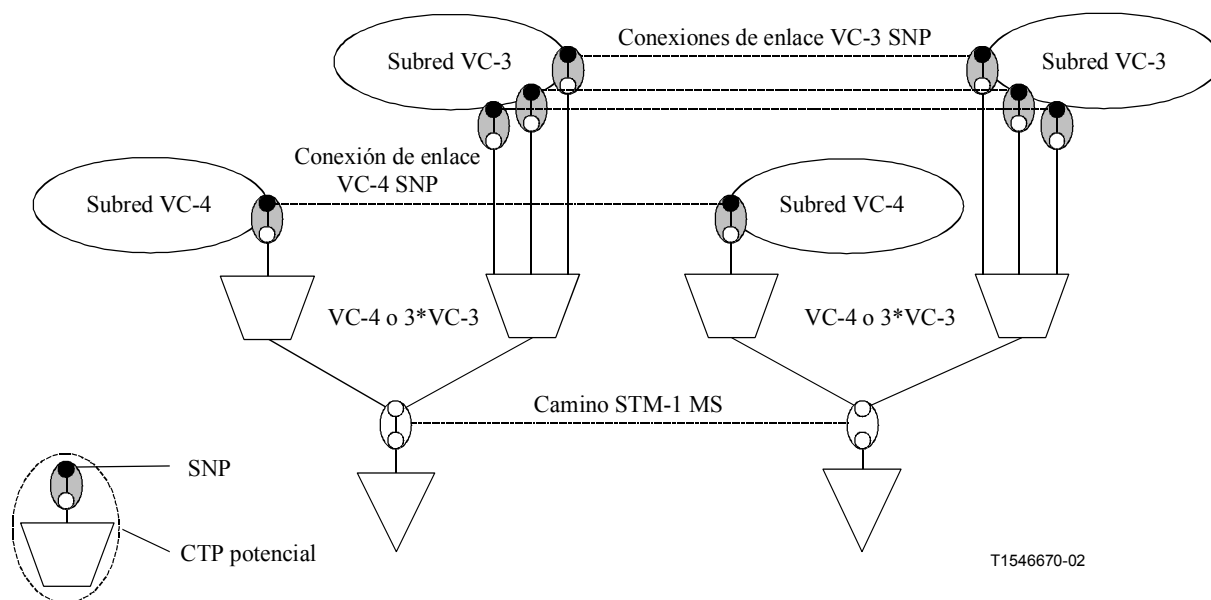 Conexiones de enlace VC-3 SNP
Subred VC-3
Subred VC-3
Conexión de enlace
VC-4 SNP
Subred VC-4
Subred VC-4
VC-4 o 3*VC-3
VC-4 o 3*VC-3
Camino STM-1 MS
SNP
CTP potencial
T1546670-02